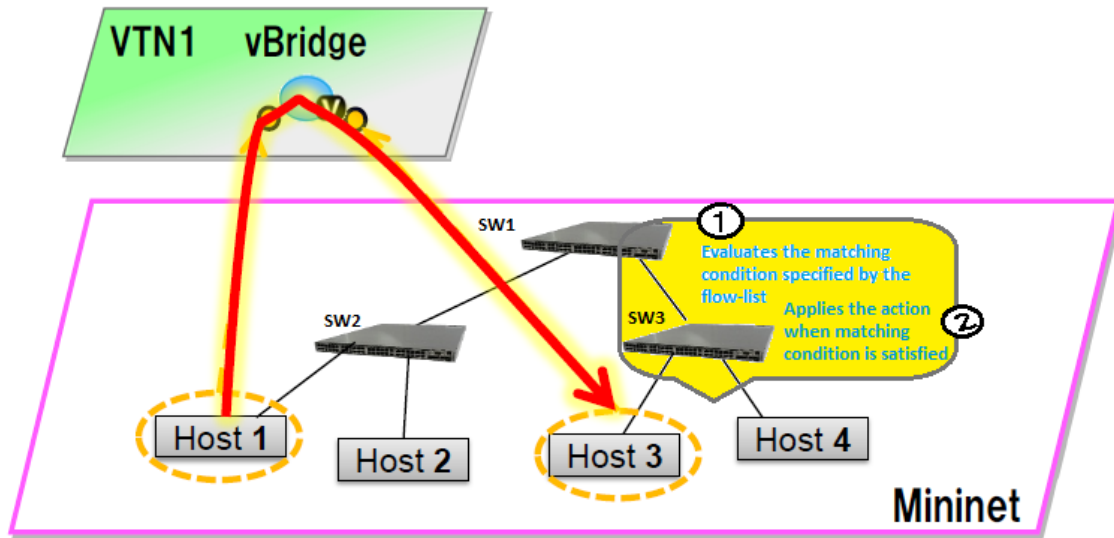 VTN1 vBridge
V
SW1
1
Evaluates the matching
condition specified by the
flow-list
Applies the action
when matching
condition is satisfied
2
SW2
SW3
Host 1
Host 2
Host 3
Host 4
Mininet